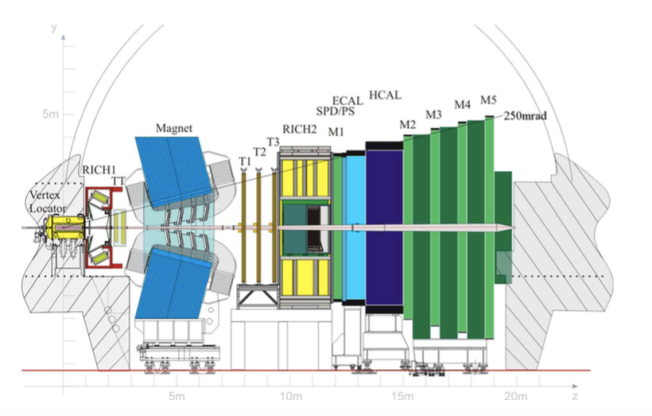 y
5m
Magnet
RICH1
TT
Vertex
Locator
T1
T2
T3
RICH2
SPD/PS
ECAL
HCAL
M1
M2
M3
M4
M5
250mrad
5m
10m
15m
20m
z